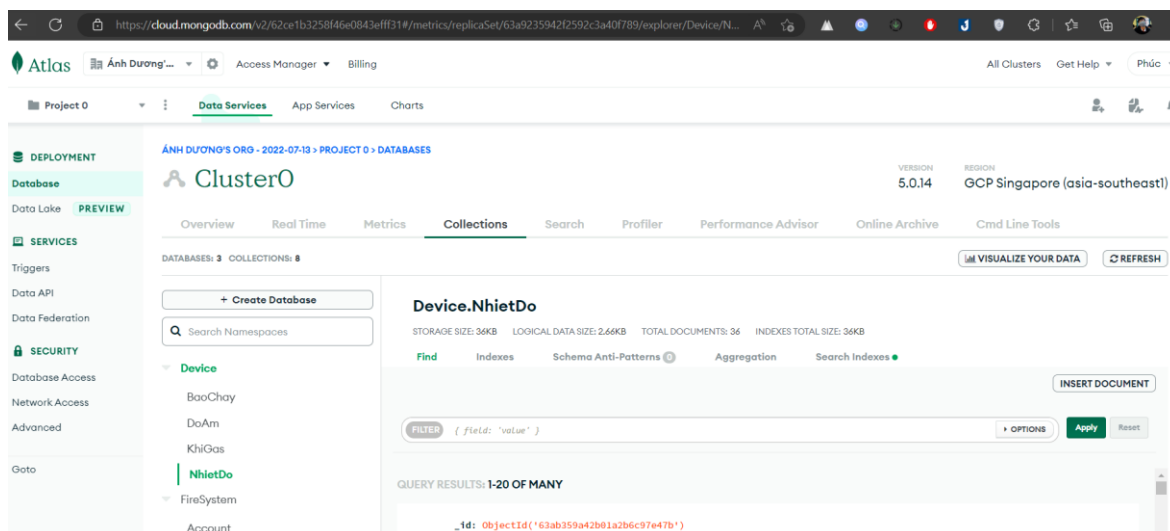 https://cloud.mongodb.com/v2/62ce1b3258f46e0843efff31#/metrics/replicaSet/63a9235942f2592c3a40f789/explorer/Device/N...
Atlas Ánh Dương'... Access Manager Billing All Clusters Get Help Phúc
Project 0 Data Services App Services Charts
DEPLOYMENT
Database
Data Lake PREVIEW
SERVICES
Triggers
Data API
Data Federation
SECURITY
Database Access
Network Access
Advanced
Goto
ÁNH DƯƠNG'S ORG - 2022-07-13 > PROJECT 0 > DATABASES
Cluster0
VERSION
5.0.14
REGION
GCP Singapore (asia-southeast1)
Overview Real Time Metrics Collections Search Profiler Performance Advisor Online Archive Cmd Line Tools
DATABASES: 3 COLLECTIONS: 8
VISUALIZE YOUR DATA REFRESH
+ Create Database
Search Namespaces
Device
BaoChay
DoAm
KhiGas
NhietDo
FireSystem
Account
Device.NhietDo
STORAGE SIZE: 36KB LOGICAL DATA SIZE: 2.66KB TOTAL DOCUMENTS: 36 INDEXES TOTAL SIZE: 36KB
Find Indexes Schema Anti-Patterns 0 Aggregation Search Indexes
INSERT DOCUMENT
FILTER { field: 'value' } OPTIONS Apply Reset
QUERY RESULTS: 1-20 OF MANY
_id: ObjectId('63ab359a42b01a2b6c97e47b')